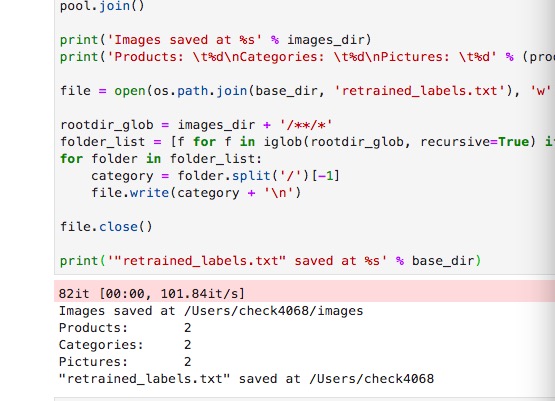 pool.join()
print('Images saved at %s' % images_dir)
print('Products: \t%d\nCategories: \t%d\nPictures: \t%d' % (prod
file = open(os.path.join(base_dir, 'retrained_labels.txt'), 'w'
rootdir_glob = images_dir + '/**/*'
folder_list = [f for f in iglob(rootdir_glob, recursive=True) if
for folder in folder_list:
    category = folder.split('/')[-1]
    file.write(category + '\n')
file.close()
print('"retrained_labels.txt" saved at %s' % base_dir)
82it [00:00, 101.84it/s]
Images saved at /Users/check4068/images
Products:       2
Categories:     2
Pictures:       2
"retrained_labels.txt" saved at /Users/check4068